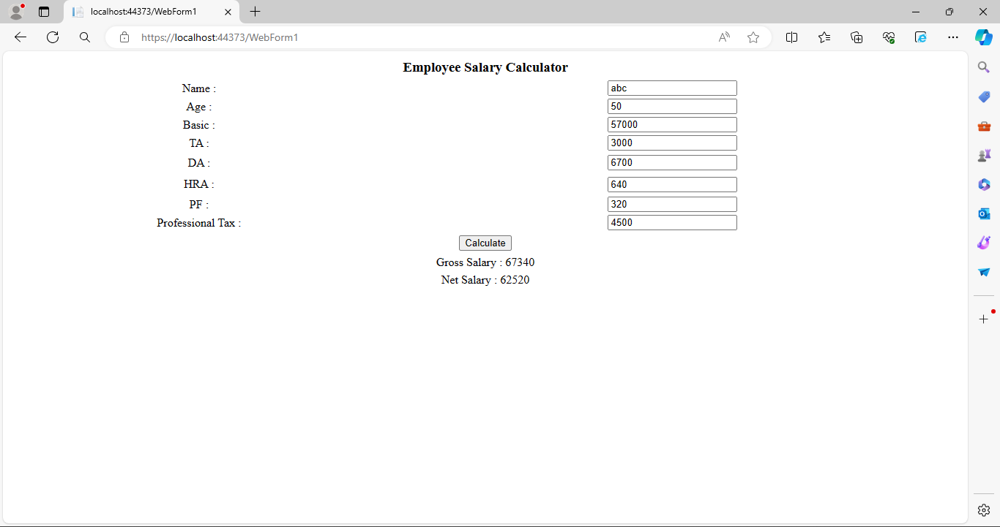 localhost:44373/WebForm1
https://localhost:44373/WebForm1
Employee Salary Calculator
Name : abc
Age : 50
Basic : 57000
TA : 3000
DA : 6700
HRA : 640
PF : 320
Professional Tax : 4500
Calculate
Gross Salary : 67340
Net Salary : 62520